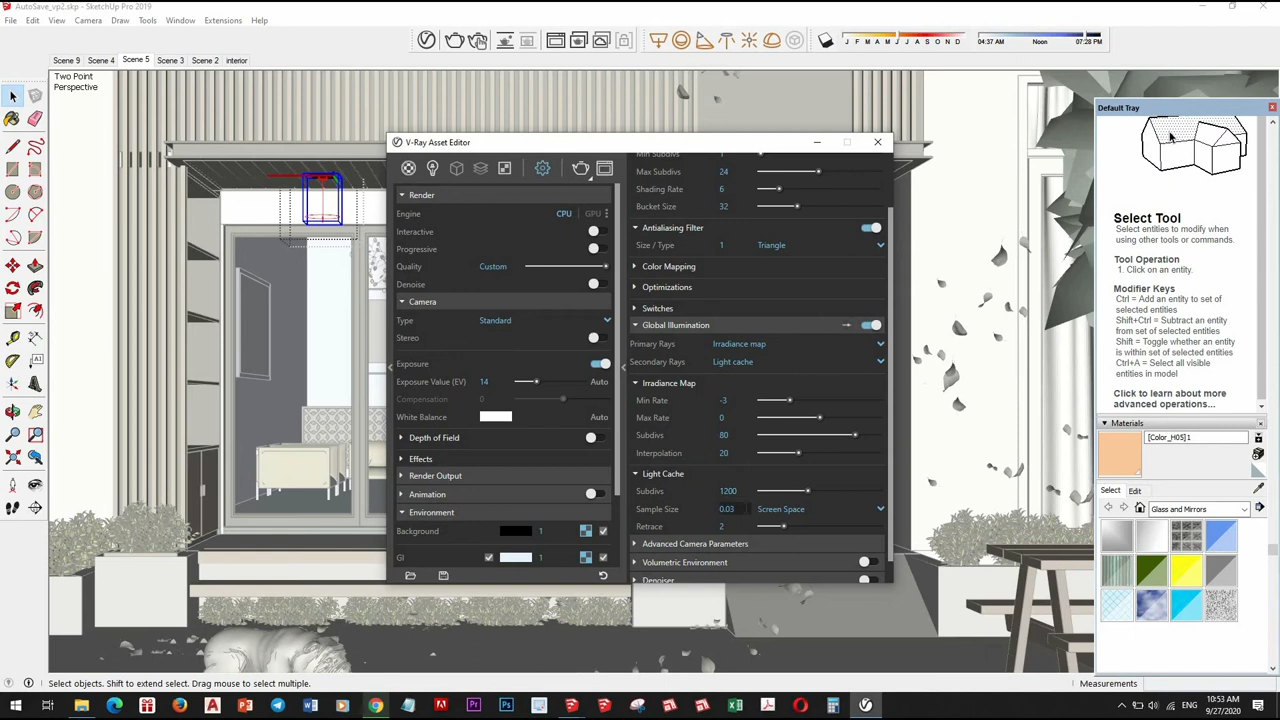 AutoSave_vp2.skp - SketchUp Pro 2019
File Edit View Camera Draw Tools Window Extensions Help
J F M A M J J A S O N D
04:37 AM Noon 07:28 PM
Scene 9 Scene 4 Scene 5 Scene 3 Scene 2 interior
Two Point
Perspective
V-Ray Asset Editor
Render
Engine CPU GPU
Interactive
Progressive
Quality Custom
Denoise
Camera
Type Standard
Stereo
Exposure
Exposure Value (EV) 14 Auto
Compensation 0
White Balance Auto
Depth of Field
Effects
Render Output
Animation
Environment
Background 1
GI 1
Min Subdivs 1
Max Subdivs 24
Shading Rate 6
Bucket Size 32
Antialiasing Filter
Size / Type 1 Triangle
Color Mapping
Optimizations
Switches
Global Illumination
Primary Rays Irradiance map
Secondary Rays Light cache
Irradiance Map
Min Rate -3
Max Rate 0
Subdivs 80
Interpolation 20
Light Cache
Subdivs 1200
Sample Size 0.03 Screen Space
Retrace 2
Advanced Camera Parameters
Volumetric Environment
Denoiser
Default Tray
Select Tool
Select entities to modify when
using other tools or commands.
Tool Operation
1. Click on an entity.
Modifier Keys
Ctrl = Add an entity to set of
selected entities
Shift+Ctrl = Subtract an entity
from set of selected entities
Shift = Toggle whether an entity
is within set of selected entities
Ctrl+A = Select all visible
entities in model
Click to learn about more
advanced operations...
Materials
[Color_H05]1
Select Edit
Glass and Mirrors
Select objects. Shift to extend select. Drag mouse to select multiple.
Measurements
ENG
10:53 AM
9/27/2020